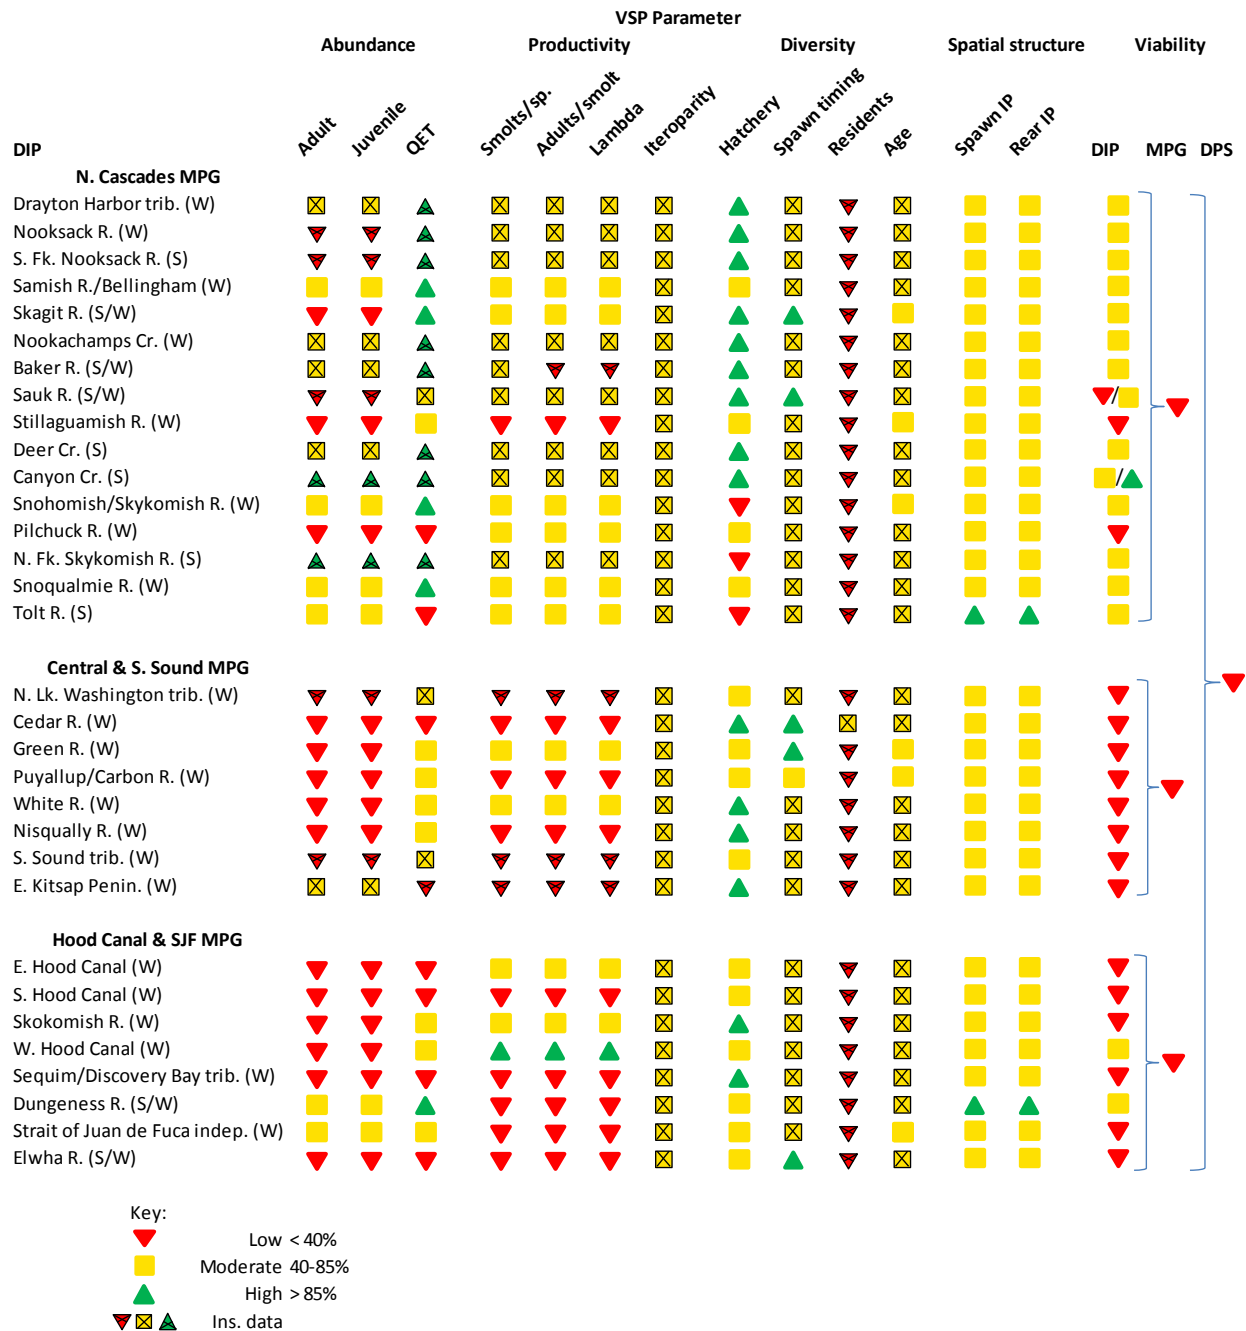 VSP Parameter
Abundance Productivity Diversity Spatial structure Viability
Adult Juvenile QET Smolts/sp. Adults/smolt Lambda Iteroparity Hatchery Spawn timing Residents Age Spawn IP Rear IP
DIP DIP MPG DPS
N. Cascades MPG
Drayton Harbor trib. (W)
Nooksack R. (W)
S. Fk. Nooksack R. (S)
Samish R./Bellingham (W)
Skagit R. (S/W)
Nookachamps Cr. (W)
Baker R. (S/W)
Sauk R. (S/W) /
Stillaguamish R. (W)
Deer Cr. (S)
Canyon Cr. (S) /
Snohomish/Skykomish R. (W)
Pilchuck R. (W)
N. Fk. Skykomish R. (S)
Snoqualmie R. (W)
Tolt R. (S)
Central & S. Sound MPG
N. Lk. Washington trib. (W)
Cedar R. (W)
Green R. (W)
Puyallup/Carbon R. (W)
White R. (W)
Nisqually R. (W)
S. Sound trib. (W)
E. Kitsap Penin. (W)
Hood Canal & SJF MPG
E. Hood Canal (W)
S. Hood Canal (W)
Skokomish R. (W)
W. Hood Canal (W)
Sequim/Discovery Bay trib. (W)
Dungeness R. (S/W)
Strait of Juan de Fuca indep. (W)
Elwha R. (S/W)
Key:
Low < 40%
Moderate 40-85%
High > 85%
Ins. data